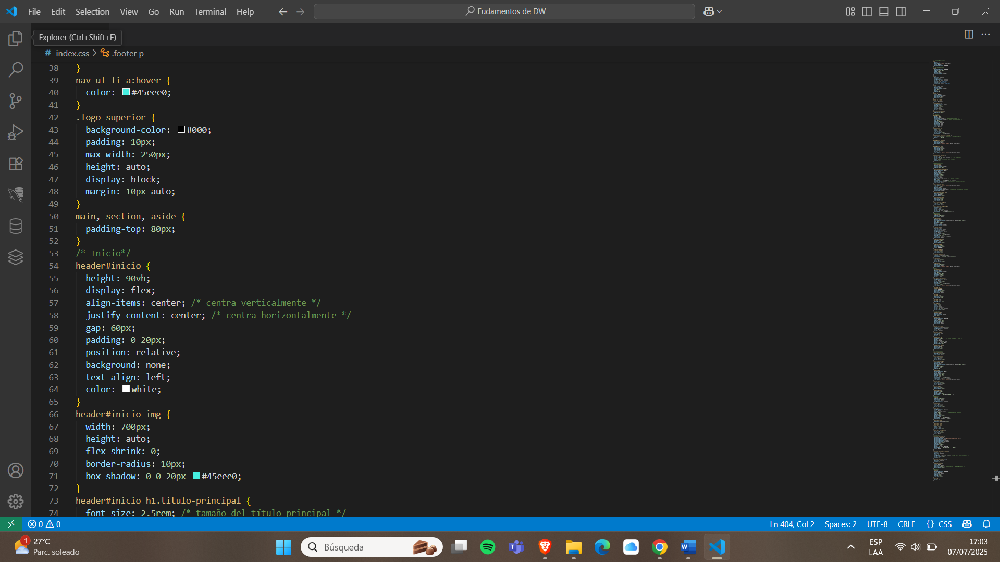 File Edit Selection View Go Run Terminal Help
Fudamentos de DW
Explorer (Ctrl+Shift+E)
# index.css > .footer p
38 }
39 nav ul li a:hover {
40 color: #45eee0;
41 }
42 .logo-superior {
43 background-color: #000;
44 padding: 10px;
45 max-width: 250px;
46 height: auto;
47 display: block;
48 margin: 10px auto;
49 }
50 main, section, aside {
51 padding-top: 80px;
52 }
53 /* Inicio*/
54 header#inicio {
55 height: 90vh;
56 display: flex;
57 align-items: center; /* centra verticalmente */
58 justify-content: center; /* centra horizontalmente */
59 gap: 60px;
60 padding: 0 20px;
61 position: relative;
62 background: none;
63 text-align: left;
64 color: white;
65 }
66 header#inicio img {
67 width: 700px;
68 height: auto;
69 flex-shrink: 0;
70 border-radius: 10px;
71 box-shadow: 0 0 20px #45eee0;
72 }
73 header#inicio h1.titulo-principal {
74 font-size: 2.5rem; /* tamaño del título principal */
0 0 Ln 404, Col 2 Spaces: 2 UTF-8 CRLF {} CSS
1 27°C
Parc. soleado
Búsqueda
ESP
LAA
17:03
07/07/2025